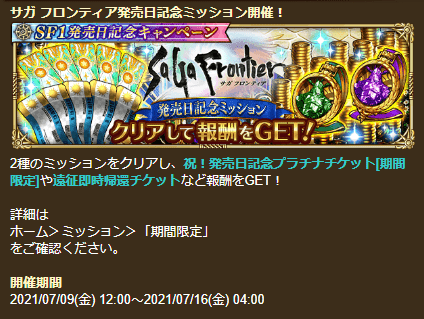 サガ フロンティア発売日記念ミッション開催！
SF1発売日記念キャンペーン
SaGa Frontier
サガ フロンティア
発売日記念ミッション
クリアして報酬をGET!
2種のミッションをクリアし、祝！発売日記念プラチナチケット[期間
限定]や遠征即時帰還チケットなど報酬をGET！
詳細は
ホーム＞ミッション＞「期間限定」
をご確認ください。
開催期間
2021/07/09(金) 12:00～2021/07/16(金) 04:00